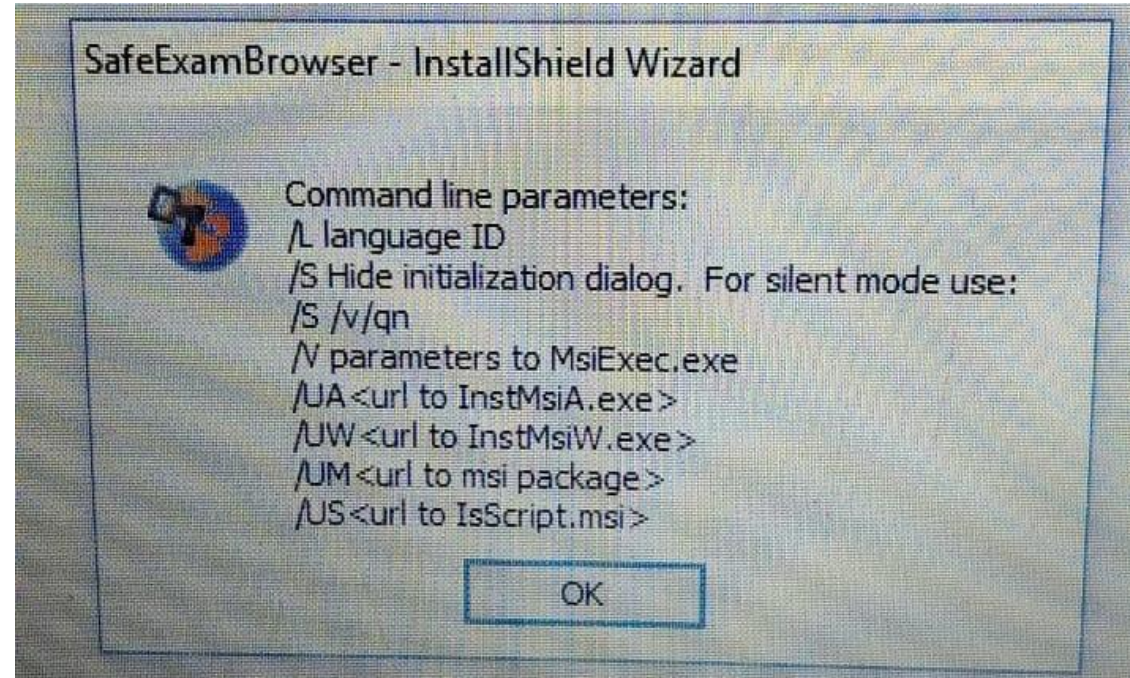 SafeExamBrowser - InstallShield Wizard
Command line parameters:
/L language ID
/S Hide initialization dialog.  For silent mode use:
/S /v/qn
/V parameters to MsiExec.exe
/UA<url to InstMsiA.exe>
/UW<url to InstMsiW.exe>
/UM<url to msi package>
/US<url to IsScript.msi>
OK